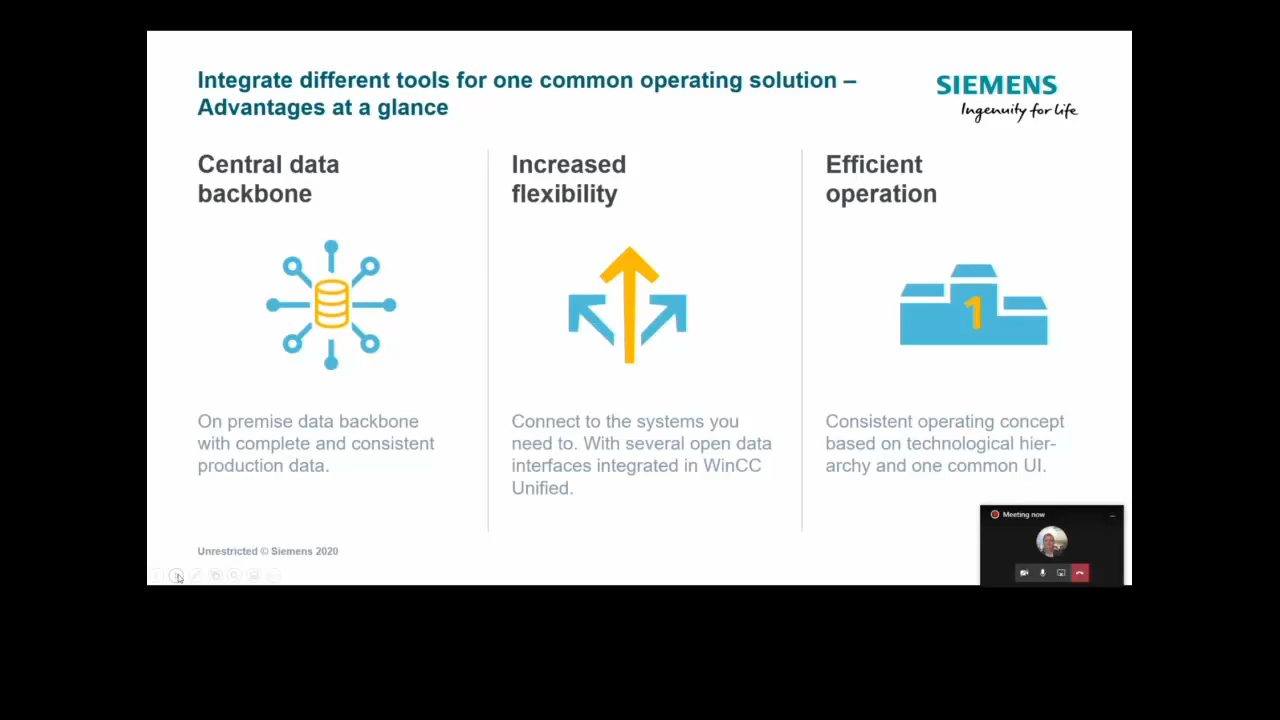 Integrate different tools for one common operating solution –
Advantages at a glance
SIEMENS
Ingenuity for life
Central data
backbone
Increased
flexibility
Efficient
operation
1
On premise data backbone
with complete and consistent
production data.
Connect to the systems you
need to. With several open data
interfaces integrated in WinCC
Unified.
Consistent operating concept
based on technological hier-
archy and one common UI.
Meeting now
Unrestricted © Siemens 2020